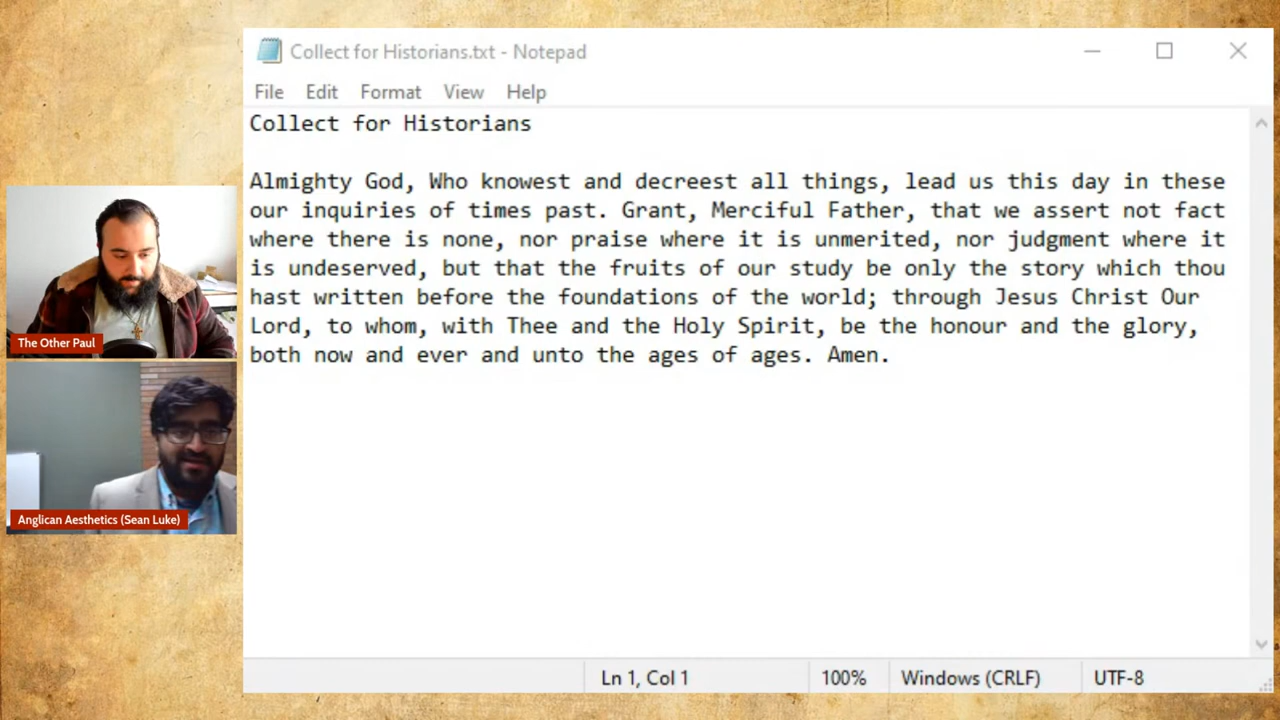 Collect for Historians.txt - Notepad
File Edit Format View Help
Collect for Historians
Almighty God, Who knowest and decreest all things, lead us this day in these
our inquiries of times past. Grant, Merciful Father, that we assert not fact
where there is none, nor praise where it is unmerited, nor judgment where it
is undeserved, but that the fruits of our study be only the story which thou
hast written before the foundations of the world; through Jesus Christ Our
Lord, to whom, with Thee and the Holy Spirit, be the honour and the glory,
both now and ever and unto the ages of ages. Amen.
Ln 1, Col 1 100% Windows (CRLF) UTF-8
The Other Paul
Anglican Aesthetics (Sean Luke)